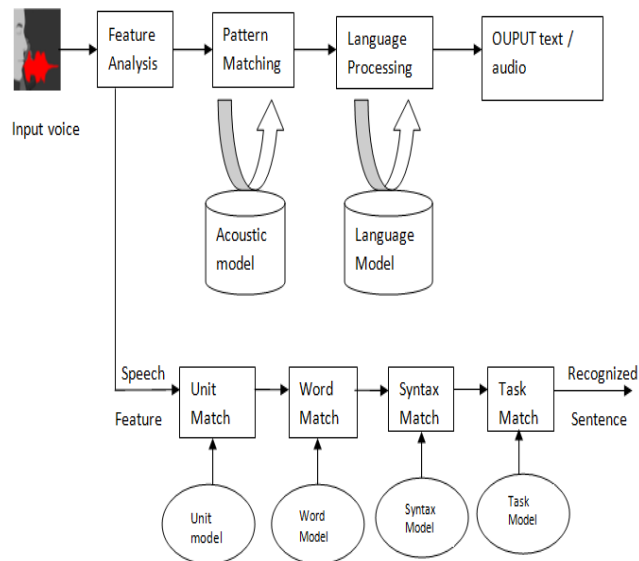 Feature
Analysis
Pattern
Matching
Language
Processing
OUPUT text /
audio
Input voice
Acoustic
model
Language
Model
Speech
Feature
Unit
Match
Word
Match
Syntax
Match
Task
Match
Recognized
Sentence
Unit
model
Word
Model
Syntax
Model
Task
Model